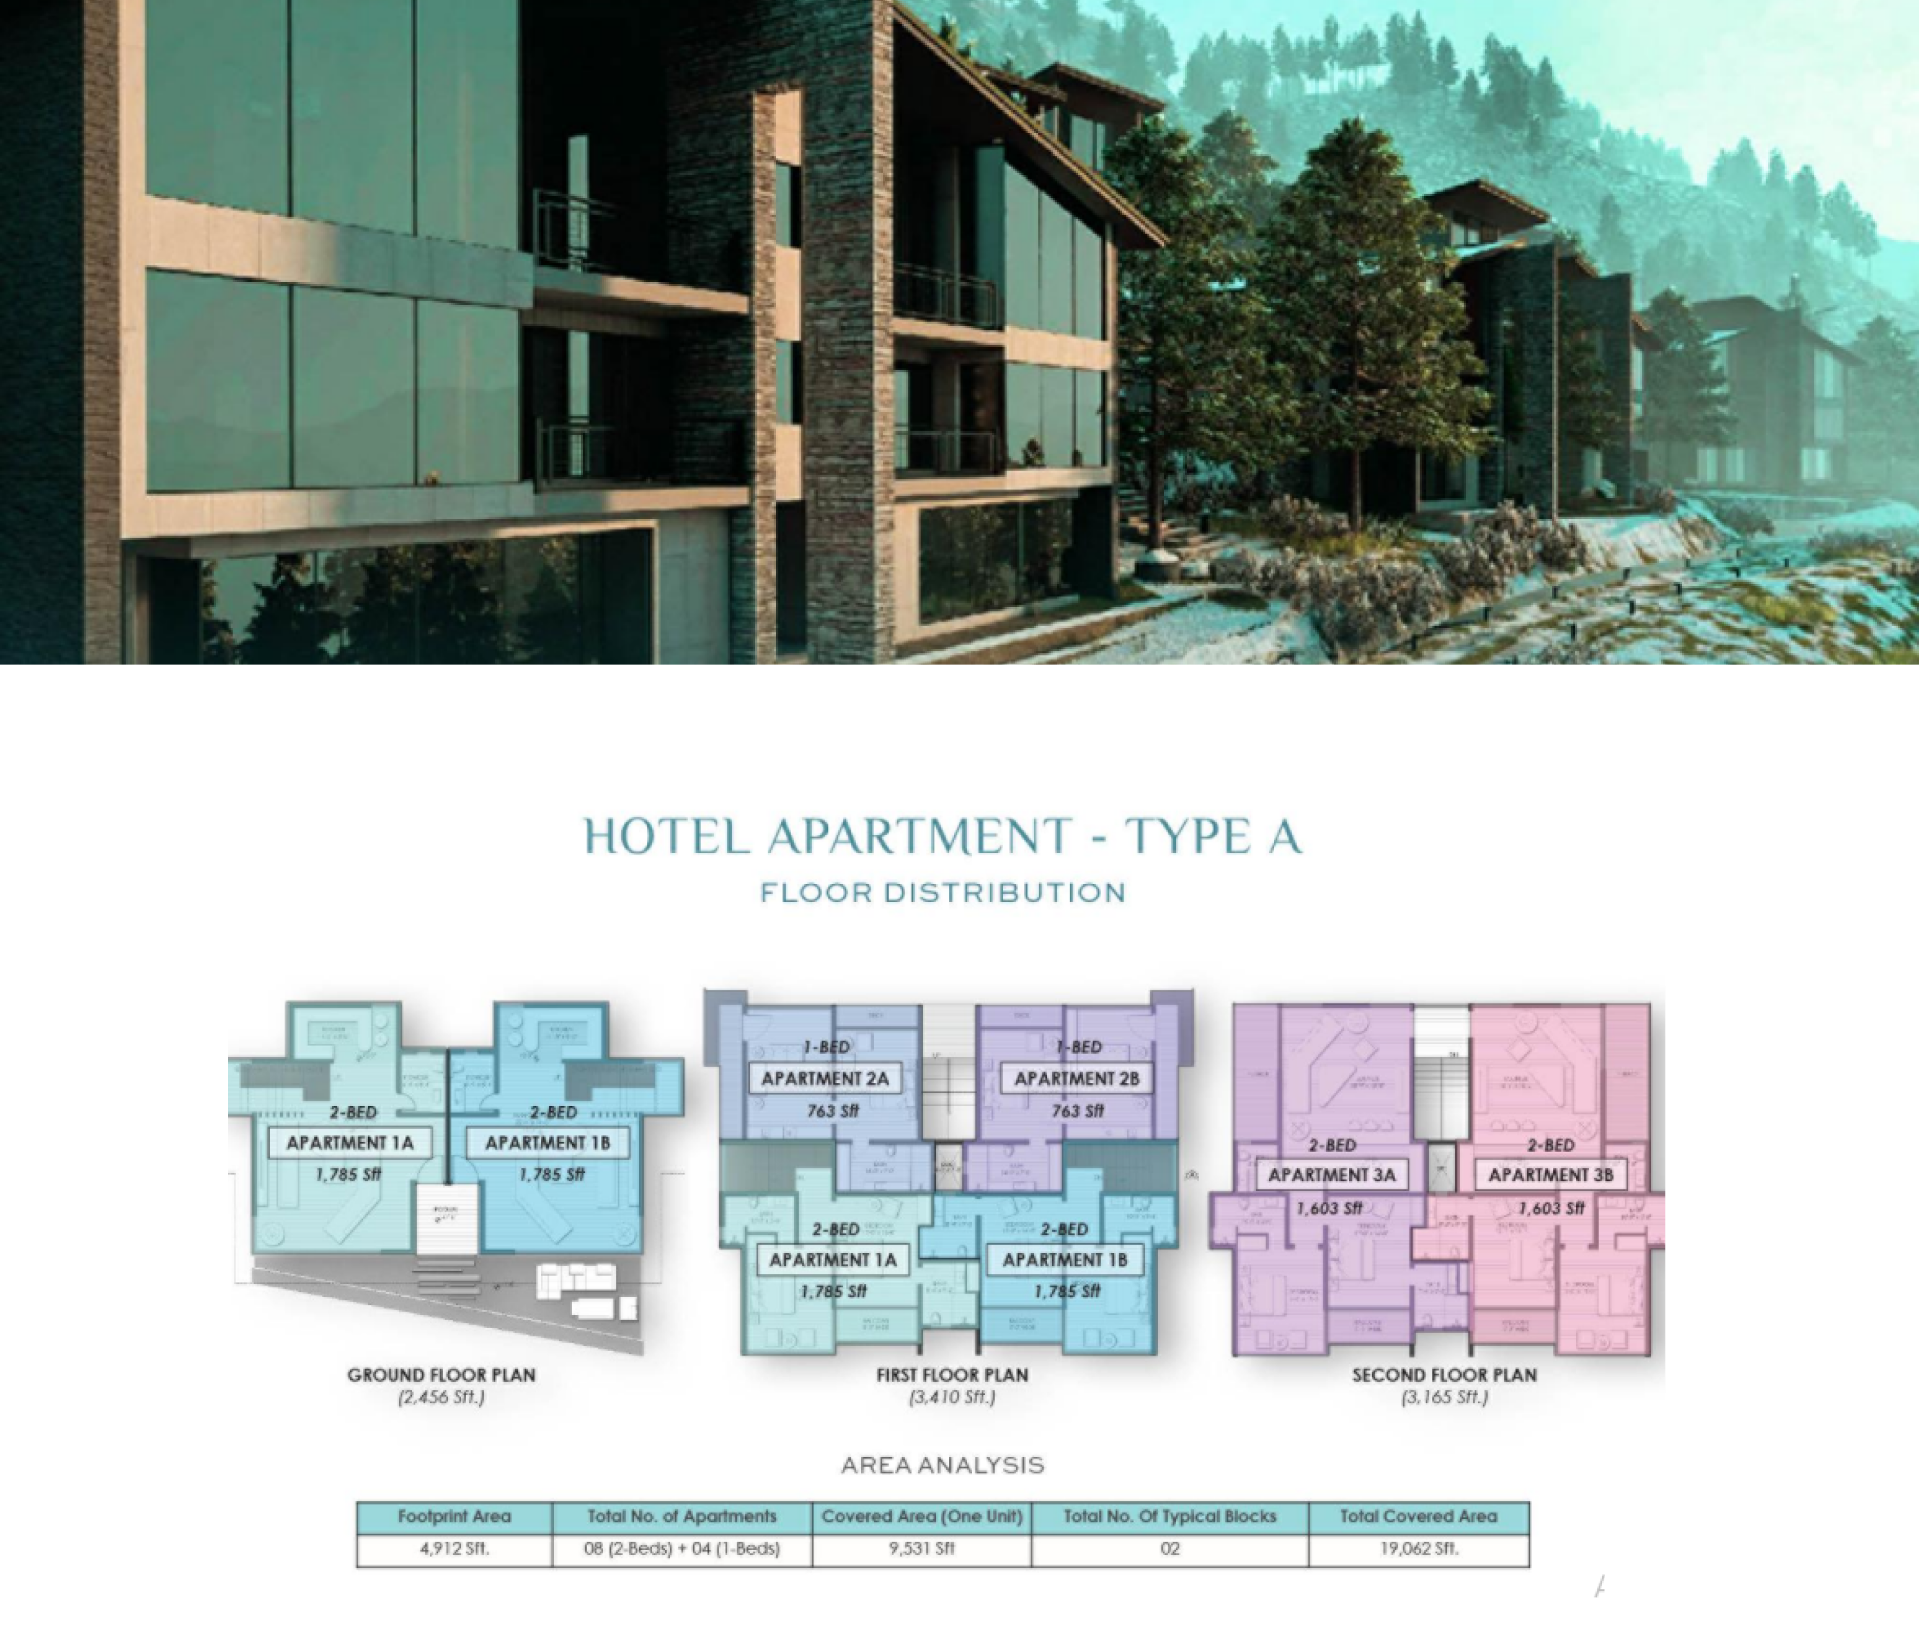 HOTEL APARTMENT - TYPE A
FLOOR DISTRIBUTION
2-BED
APARTMENT 1A
1,785 Sft
2-BED
APARTMENT 1B
1,785 Sft
GROUND FLOOR PLAN
(2,456 Sft.)
1-BED
APARTMENT 2A
763 Sft
1-BED
APARTMENT 2B
763 Sft
2-BED
APARTMENT 1A
1,785 Sft
2-BED
APARTMENT 1B
1,785 Sft
FIRST FLOOR PLAN
(3,410 Sft.)
2-BED
APARTMENT 3A
1,603 Sft
2-BED
APARTMENT 3B
1,603 Sft
SECOND FLOOR PLAN
(3,165 Sft.)
AREA ANALYSIS
Footprint Area Total No. of Apartments Covered Area (One Unit) Total No. Of Typical Blocks Total Covered Area
4,912 Sft. 08 (2-Beds) + 04 (1-Beds) 9,531 Sft 02 19,062 Sft.